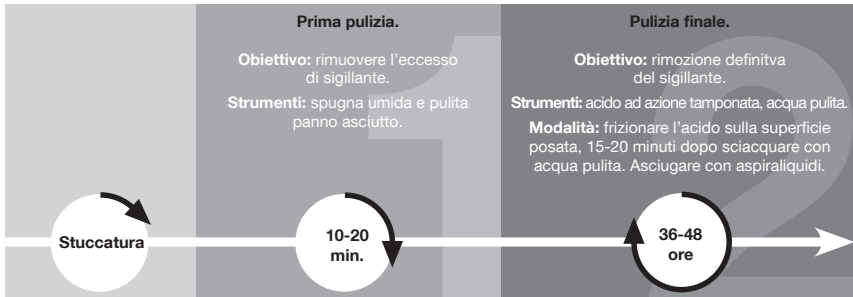 Prima pulizia.
Obiettivo: rimuovere l'eccesso
di sigillante.
Strumenti: spugna umida e pulita
panno asciutto.
1
Pulizia finale.
Obiettivo: rimozione definitva
del sigillante.
Strumenti: acido ad azione tamponata, acqua pulita.
Modalità: frizionare l'acido sulla superficie
posata, 15-20 minuti dopo sciacquare con
acqua pulita. Asciugare con aspiraliquidi.
2
Stuccatura
10-20
min.
36-48
ore